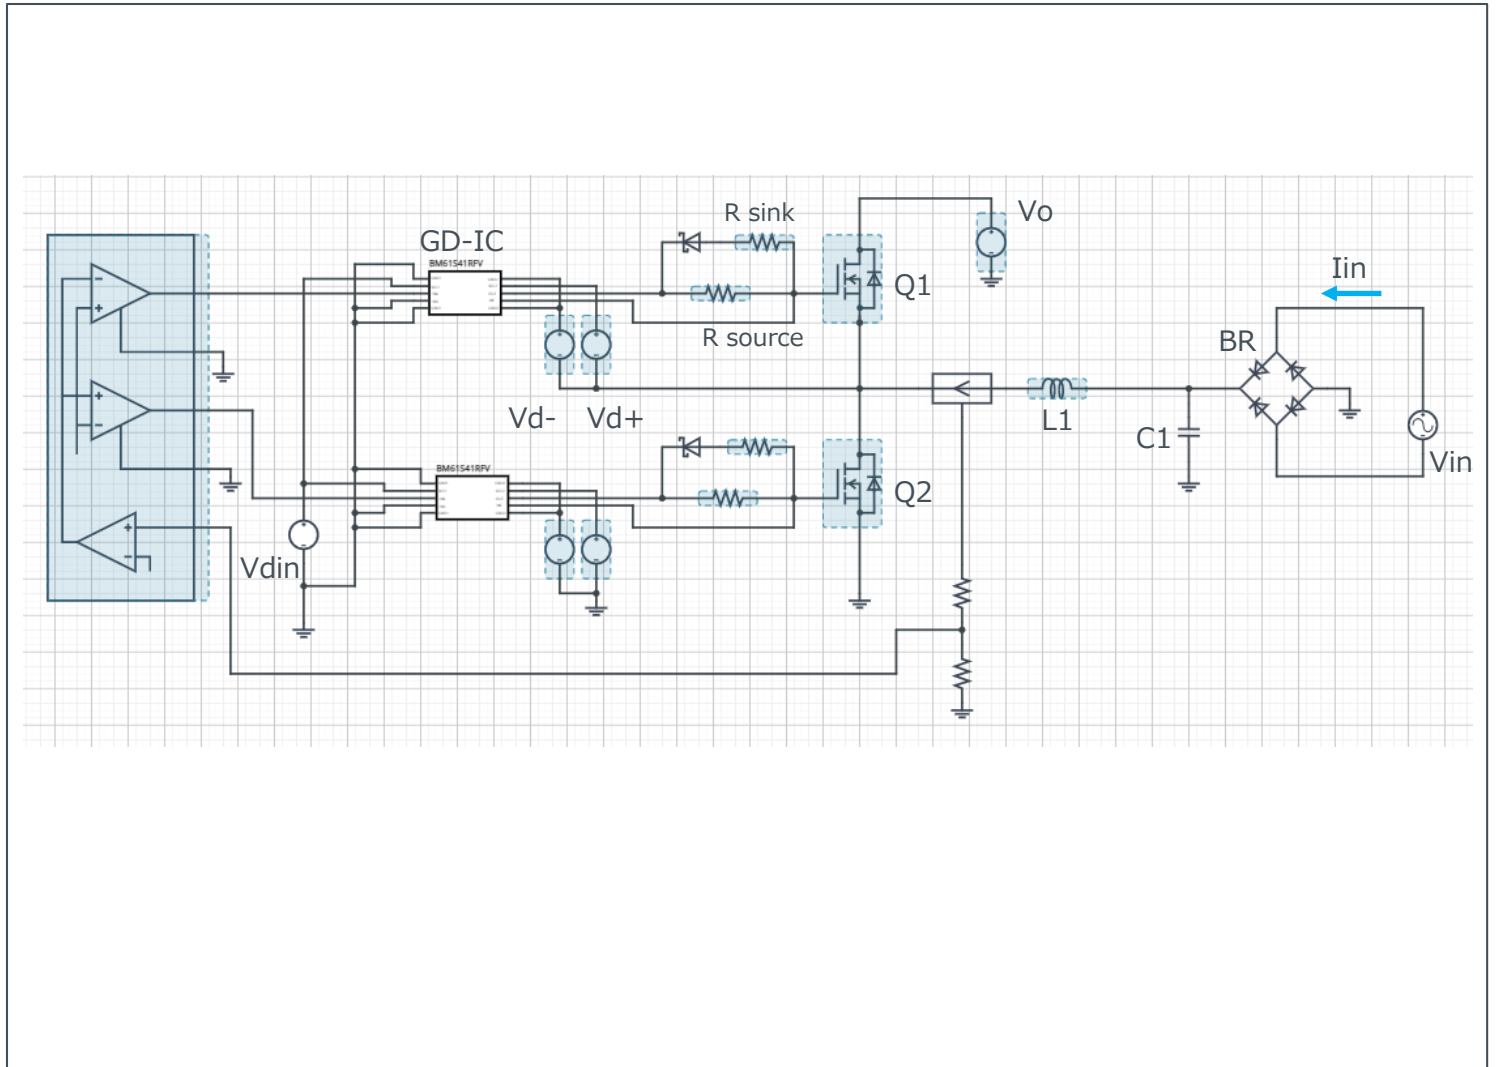 R sink
Vo
GD-IC
BM61S41RFV
Iin
Q1
R source
BR
Vd- Vd+
L1
C1
Vin
BM61S41RFV
Q2
Vdin